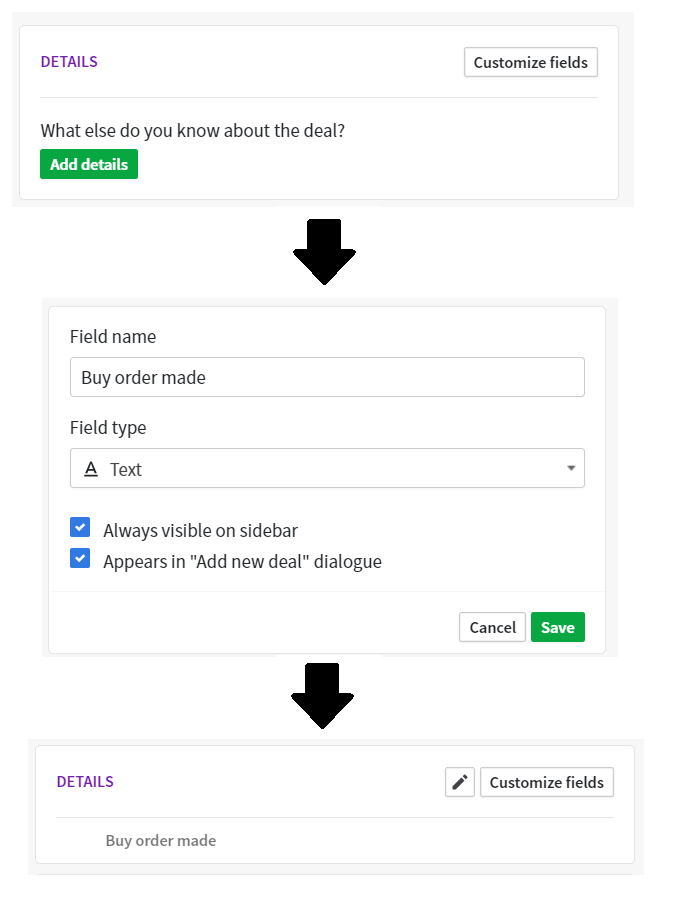 DETAILS
Customize fields
What else do you know about the deal?
Add details
Field name
Buy order made
Field type
A Text
Always visible on sidebar
Appears in "Add new deal" dialogue
Cancel
Save
DETAILS
Customize fields
Buy order made